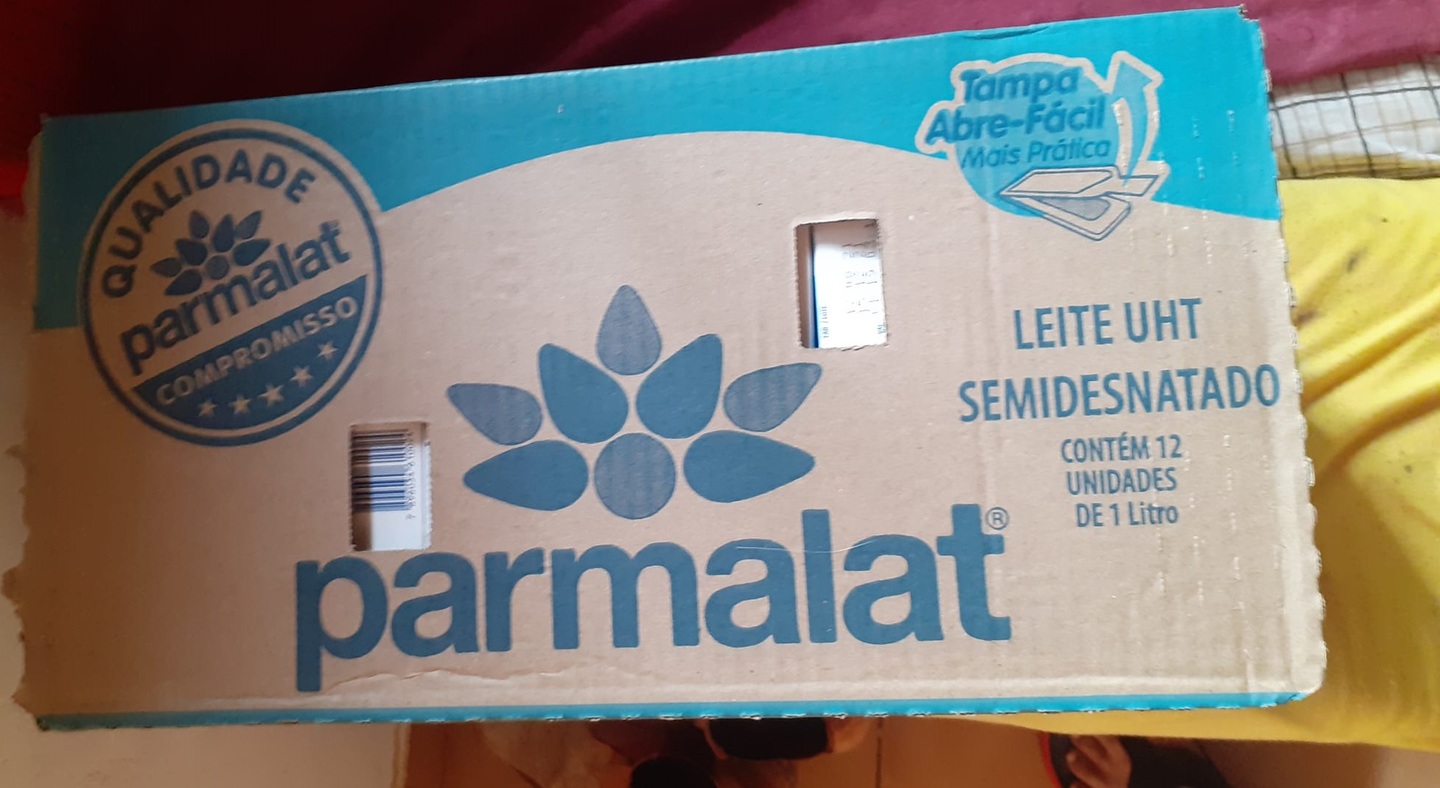 QUALIDADE
parmalat
COMPROMISSO
Tampa
Abre-Fácil
Mais Prática
LEITE UHT
SEMIDESNATADO
CONTÉM 12
UNIDADES
DE 1 Litro
parmalat®